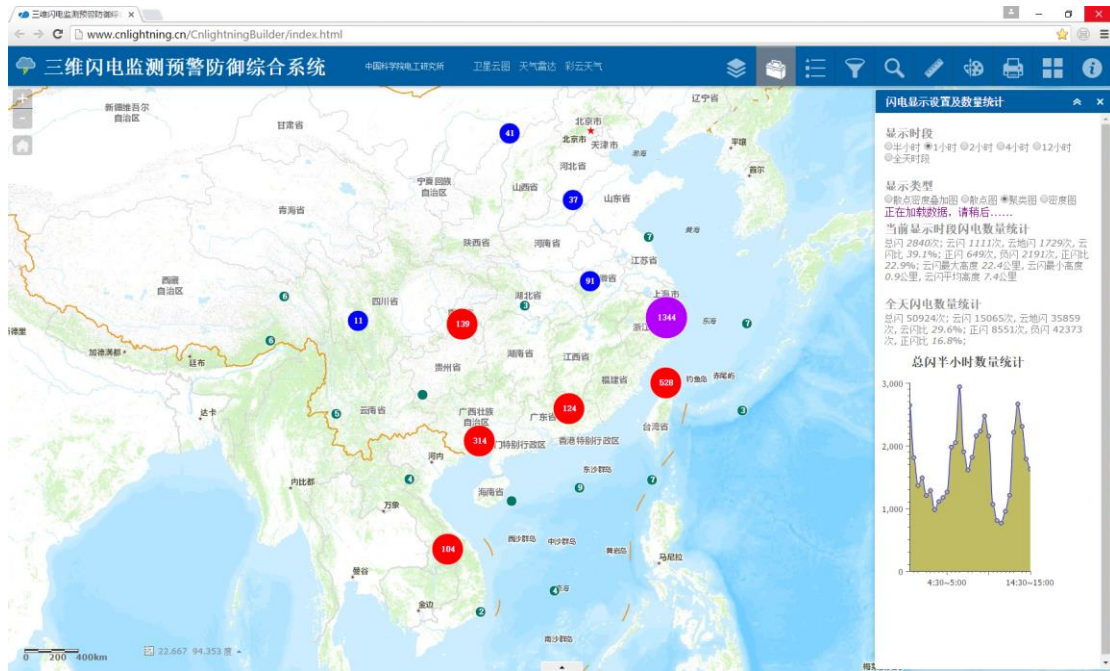 三维闪电监测预警防御综合
www.cnlightning.cn/CnlightningBuilder/index.html
三维闪电监测预警防御综合系统
中国科学院电工研究所
卫星云图 天气雷达 彩云天气
闪电显示设置及数量统计
显示时段
半小时 1小时 2小时 4小时 12小时
全天时段
显示类型
散点密度叠加图 散点图 聚类图 密度图
正在加载数据，请稍后......
当前显示时段闪电数量统计
总闪 2840次; 云闪 1111次, 云地闪 1729次, 云
闪比 39.1%; 正闪 649次, 负闪 2191次, 正闪比
22.9%; 云闪最大高度 22.4公里, 云闪最小高度
0.9公里, 云闪平均高度 7.4公里
全天闪电数量统计
总闪 50924次; 云闪 15065次, 云地闪 35859
次, 云闪比 29.6%; 正闪 8551次, 负闪 42373
次, 正闪比 16.8%;
总闪半小时数量统计
3,000
2,000
1,000
0
4:30~5:00
14:30~15:00
辽宁省
新疆维吾尔
自治区
甘肃省
北京市
41
北京市
天津市
渤海
平壤
首尔
河北省
宁夏回族
自治区
山西省
37
山东省
青海省
陕西省
河南省
7
黄海
江苏省
西藏
自治区
6
四川省
湖北省
3
91
上海市
11
139
1344
东海
7
6
加德满都
廷布
贵州省
湖南省
江西省
福建省
528
钓鱼岛
赤尾屿
达卡
5
云南省
广西壮族
自治区
广东省
124
台湾省
3
314
门特别行政区
香港特别行政区
河内
内比都
4
海南省
9
东沙群岛
7
万象
西沙群岛
中沙群岛
黄岩岛
104
马尼拉
曼谷
4
金边
2
南沙群岛
0 200 400km
22.667 94.353 度